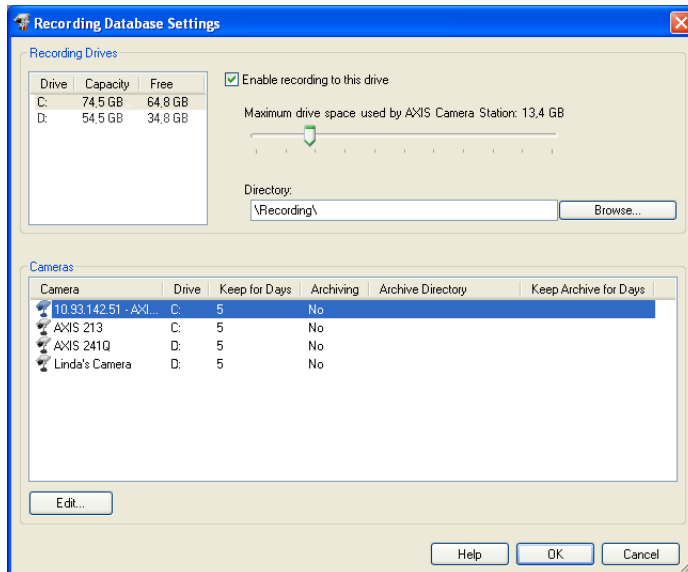 Recording Database Settings
Recording Drives
Drive Capacity Free
C: 74,5 GB 64,8 GB
D: 54,5 GB 34,8 GB
Enable recording to this drive
Maximum drive space used by AXIS Camera Station: 13,4 GB
Directory:
\Recording\ Browse...
Cameras
Camera Drive Keep for Days Archiving Archive Directory Keep Archive for Days
10.93.142.51 - AXI... C: 5 No
AXIS 213 C: 5 No
AXIS 241Q D: 5 No
Linda's Camera D: 5 No
Edit...
Help OK Cancel